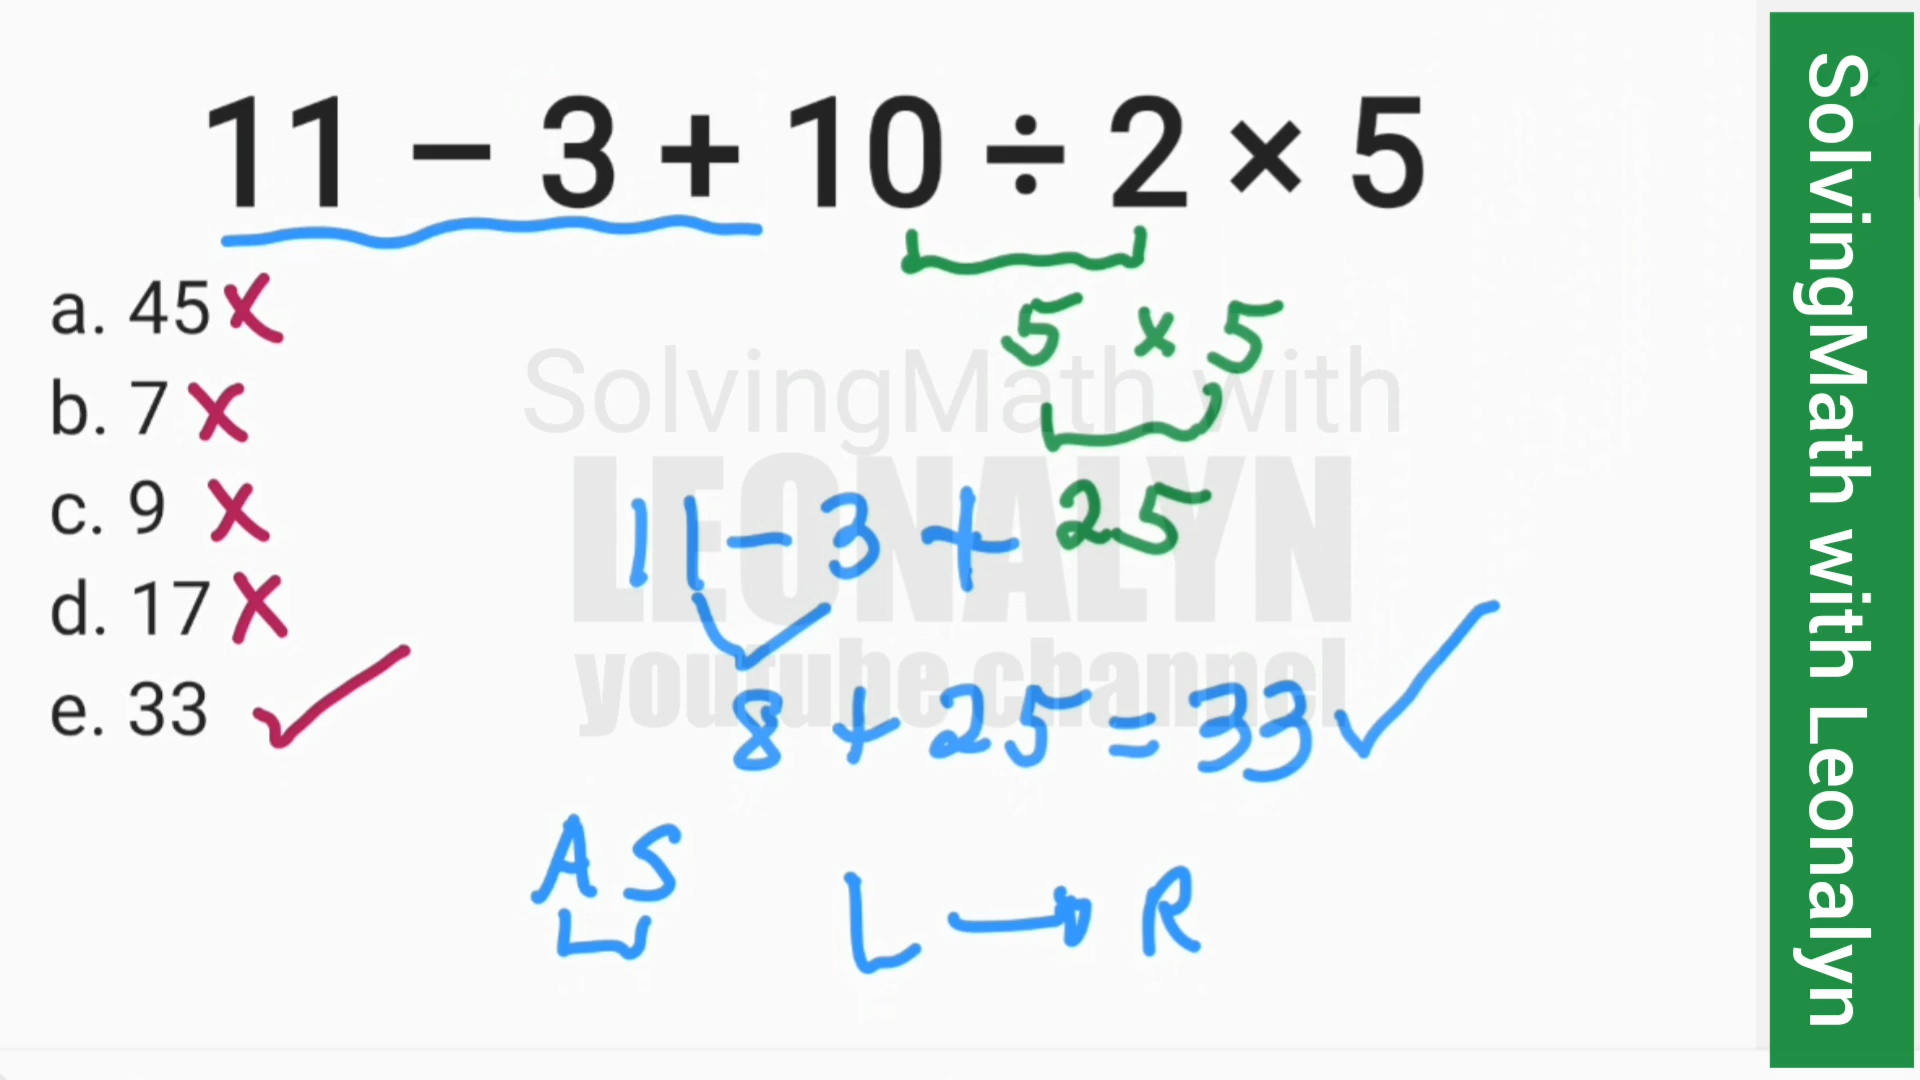 11 − 3 + 10 ÷ 2 × 5
a. 45
b. 7
c. 9
d. 17
e. 33
5 × 5
11 - 3 + 25
8 + 25 = 33
A S
L → R
SolvingMath with
LEONALYN
youtube channel
SolvingMath with Leonalyn